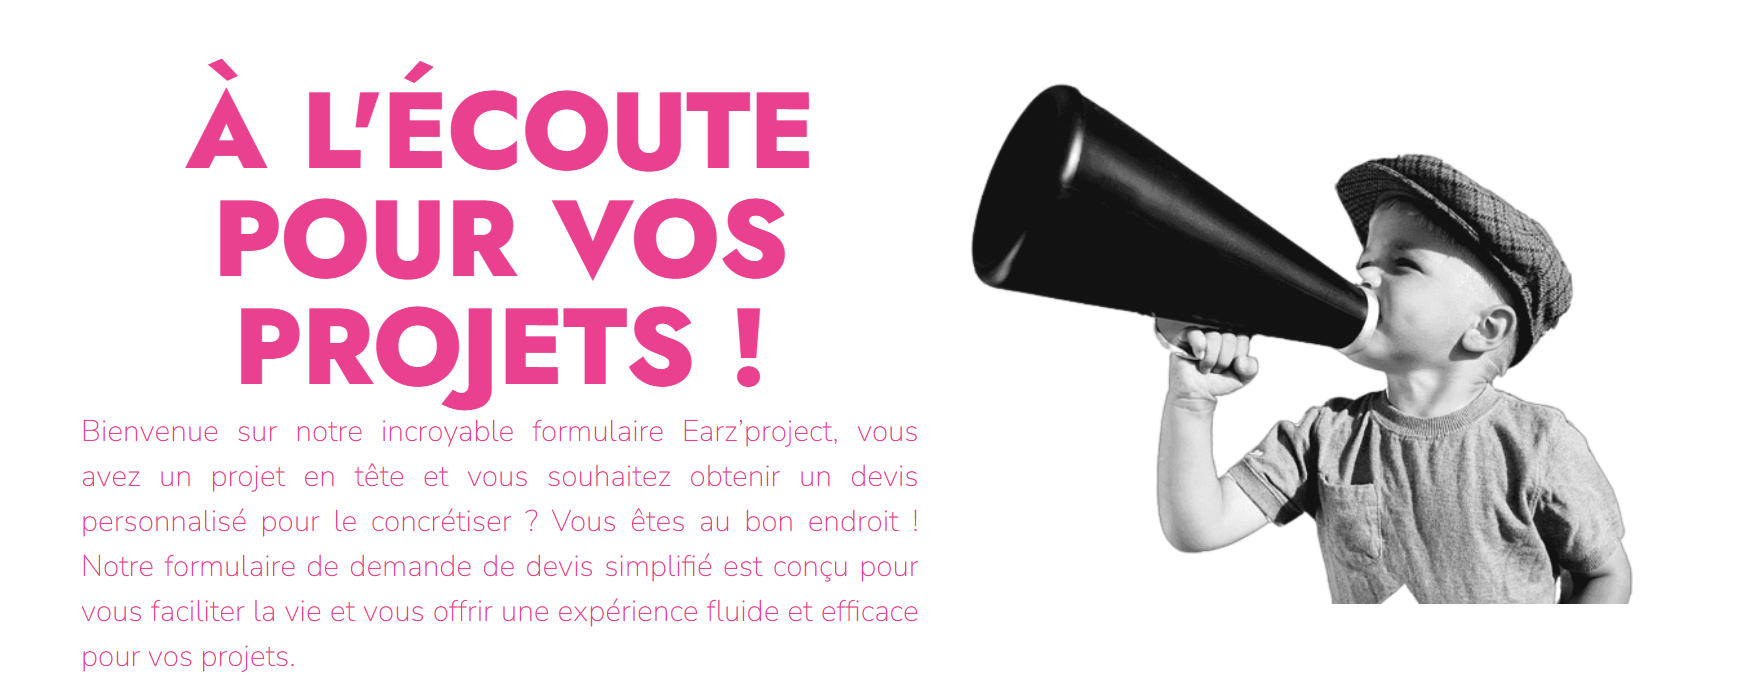 À L'ÉCOUTE
POUR VOS
PROJETS !
Bienvenue sur notre incroyable formulaire Earz'project, vous
avez un projet en tête et vous souhaitez obtenir un devis
personnalisé pour le concrétiser ? Vous êtes au bon endroit !
Notre formulaire de demande de devis simplifié est conçu pour
vous faciliter la vie et vous offrir une expérience fluide et efficace
pour vos projets.